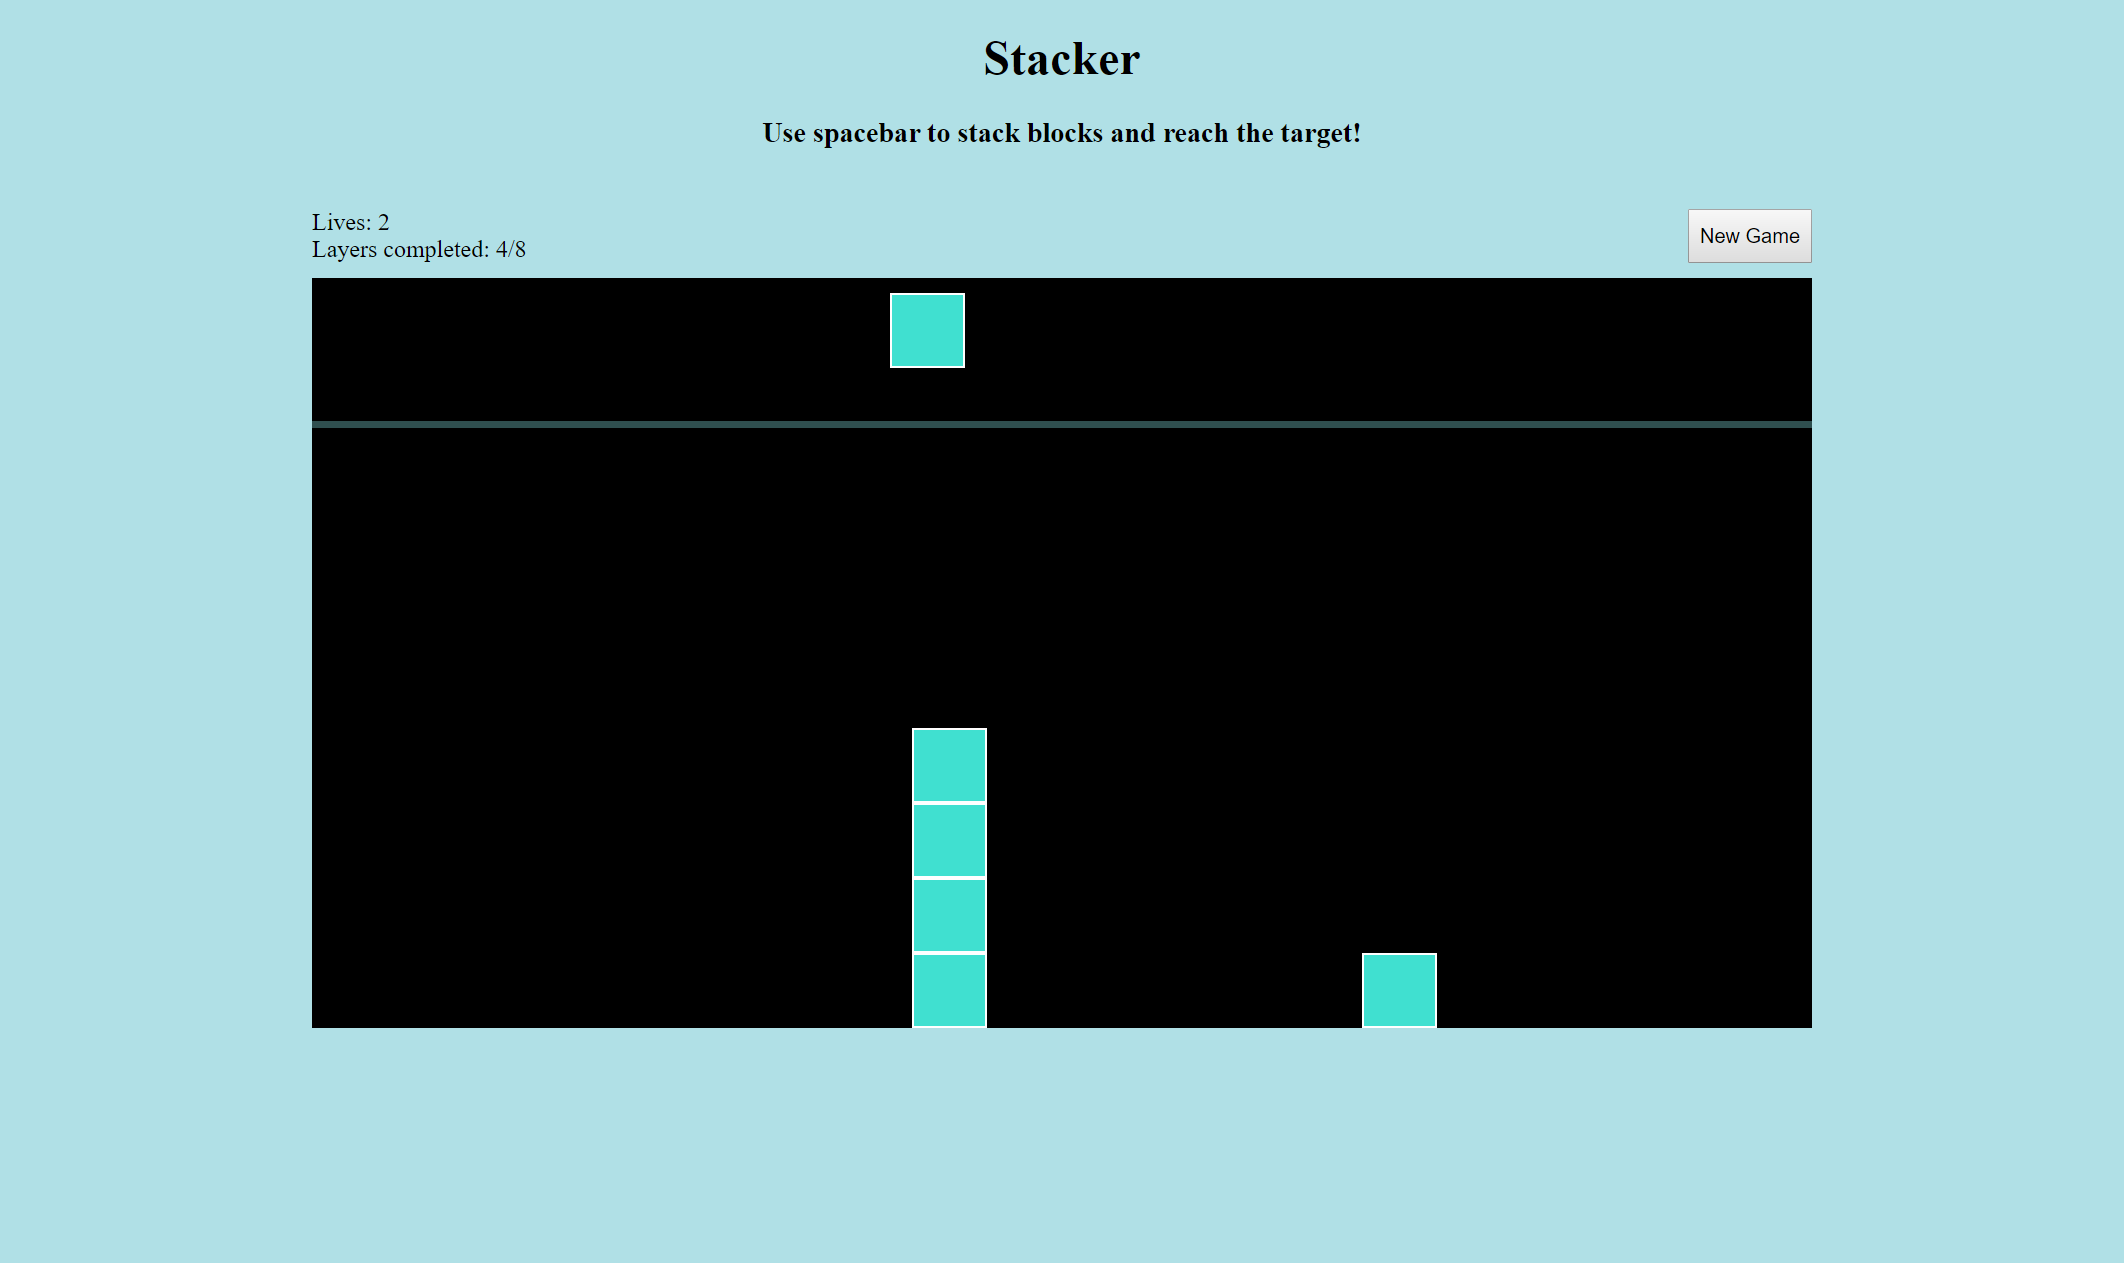 Stacker
Use spacebar to stack blocks and reach the target!
Lives: 2
Layers completed: 4/8
New Game